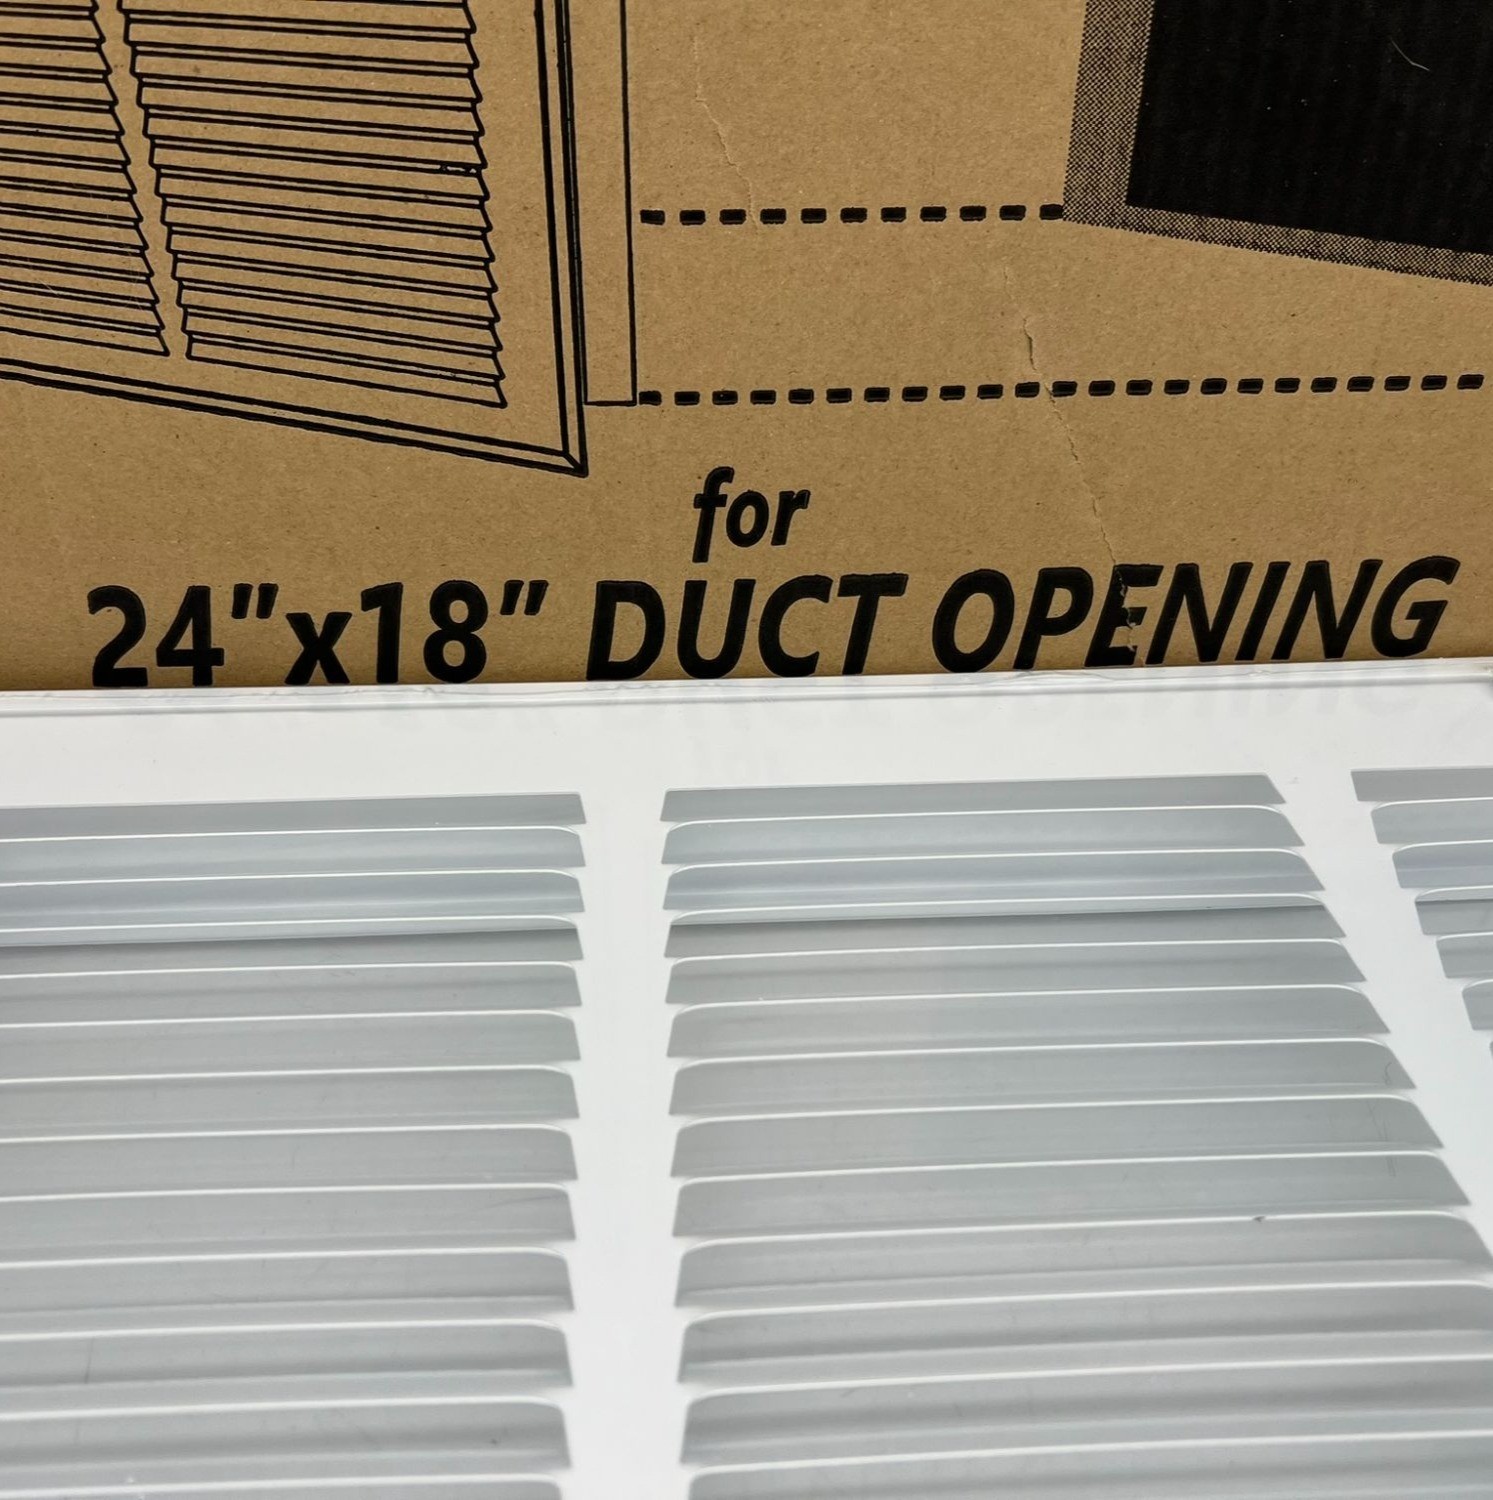 for
24"x18" DUCT OPENING